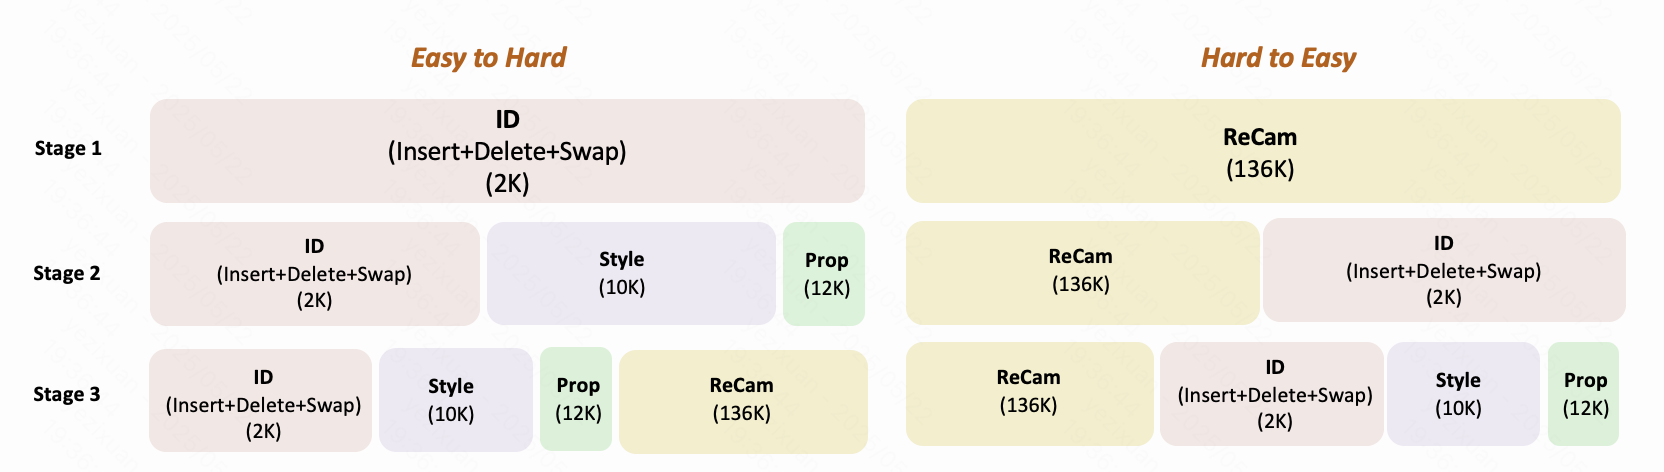 Easy to Hard
Hard to Easy
Stage 1
ID
(Insert+Delete+Swap)
(2K)
ReCam
(136K)
Stage 2
ID
(Insert+Delete+Swap)
(2K)
Style
(10K)
Prop
(12K)
ReCam
(136K)
ID
(Insert+Delete+Swap)
(2K)
Stage 3
ID
(Insert+Delete+Swap)
(2K)
Style
(10K)
Prop
(12K)
ReCam
(136K)
ReCam
(136K)
ID
(Insert+Delete+Swap)
(2K)
Style
(10K)
Prop
(12K)